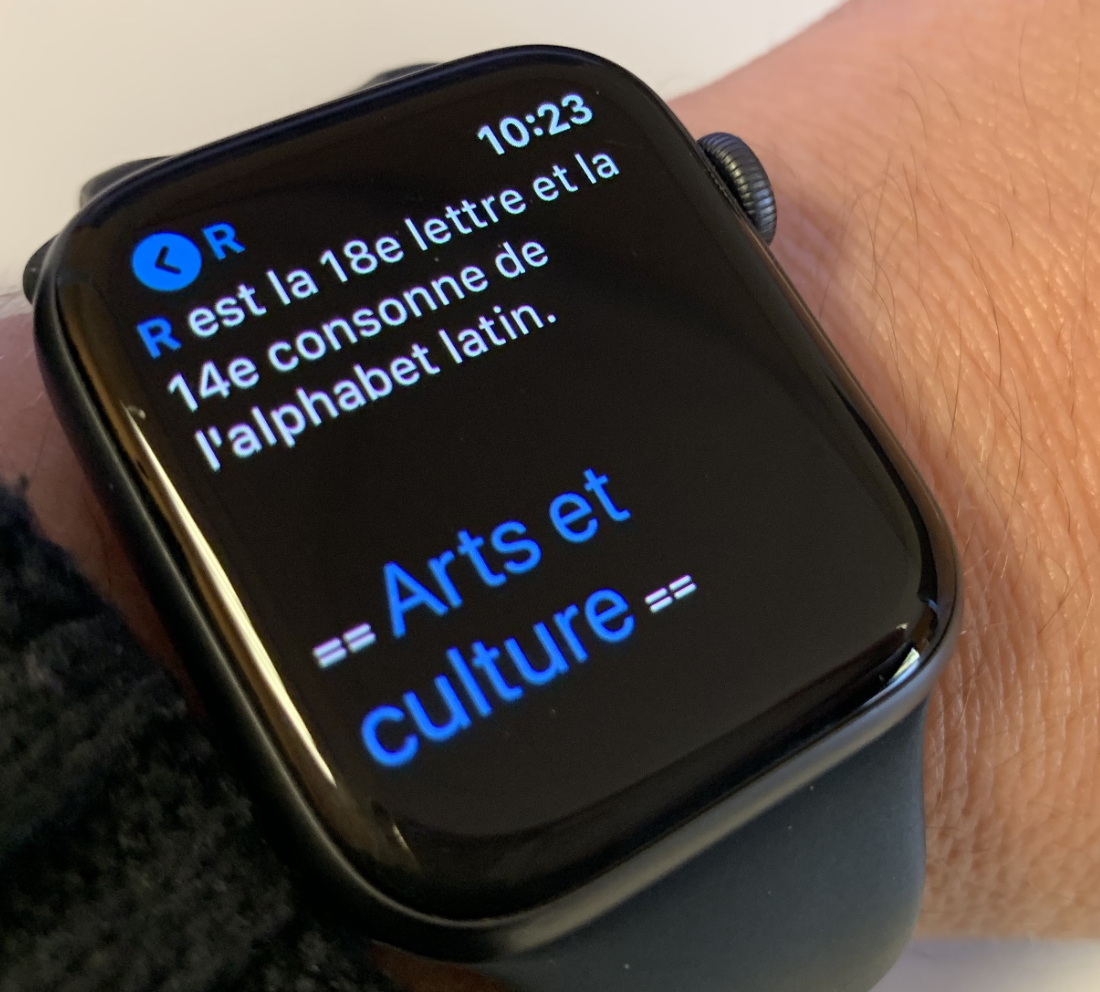 10:23
R
R est la 18e lettre et la
14e consonne de
l'alphabet latin.
== Arts et
culture ==